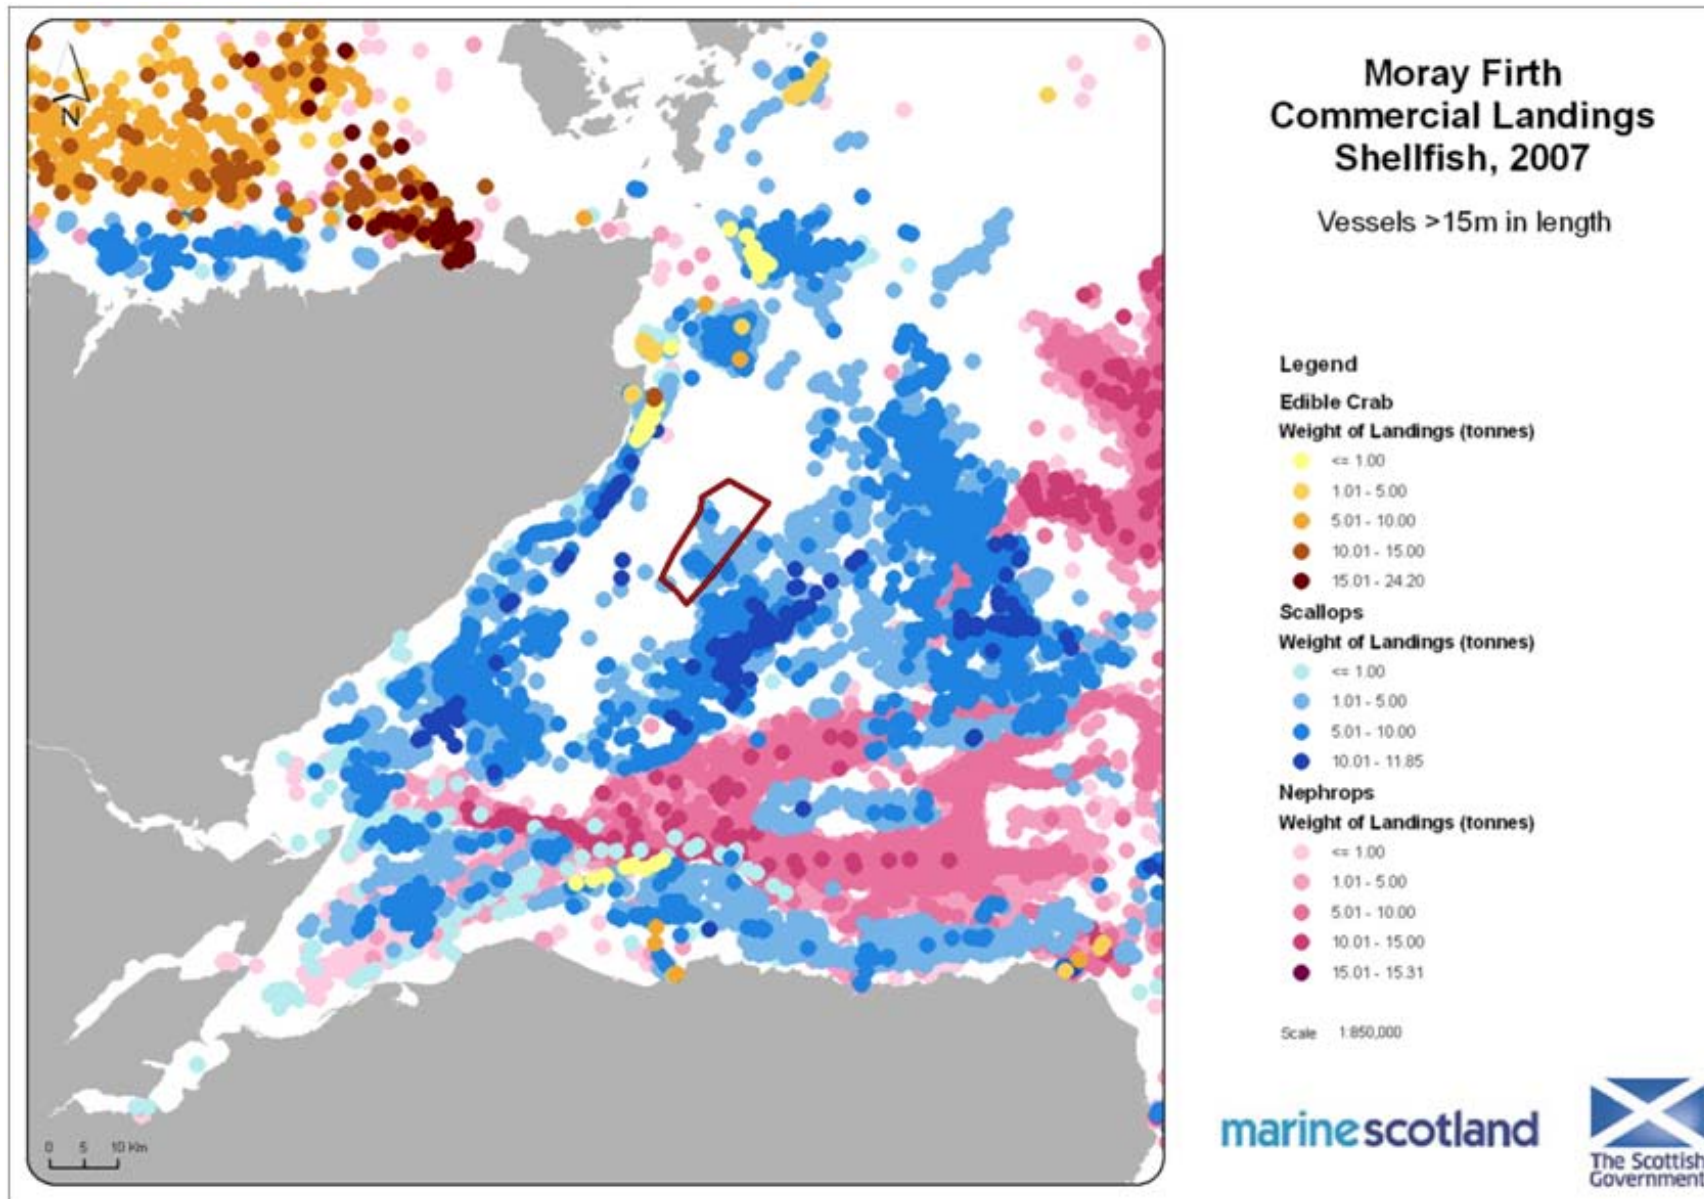 Moray Firth
Commercial Landings
Shellfish, 2007
Vessels >15m in length
N
Legend
Edible Crab
Weight of Landings (tonnes)
<= 1.00
1.01 - 5.00
5.01 - 10.00
10.01 - 15.00
15.01 - 24.20
Scallops
Weight of Landings (tonnes)
<= 1.00
1.01 - 5.00
5.01 - 10.00
10.01 - 11.85
Nephrops
Weight of Landings (tonnes)
<= 1.00
1.01 - 5.00
5.01 - 10.00
10.01 - 15.00
15.01 - 15.31
Scale 1:850,000
0 5 10 Km
marinescotland
The Scottish
Government